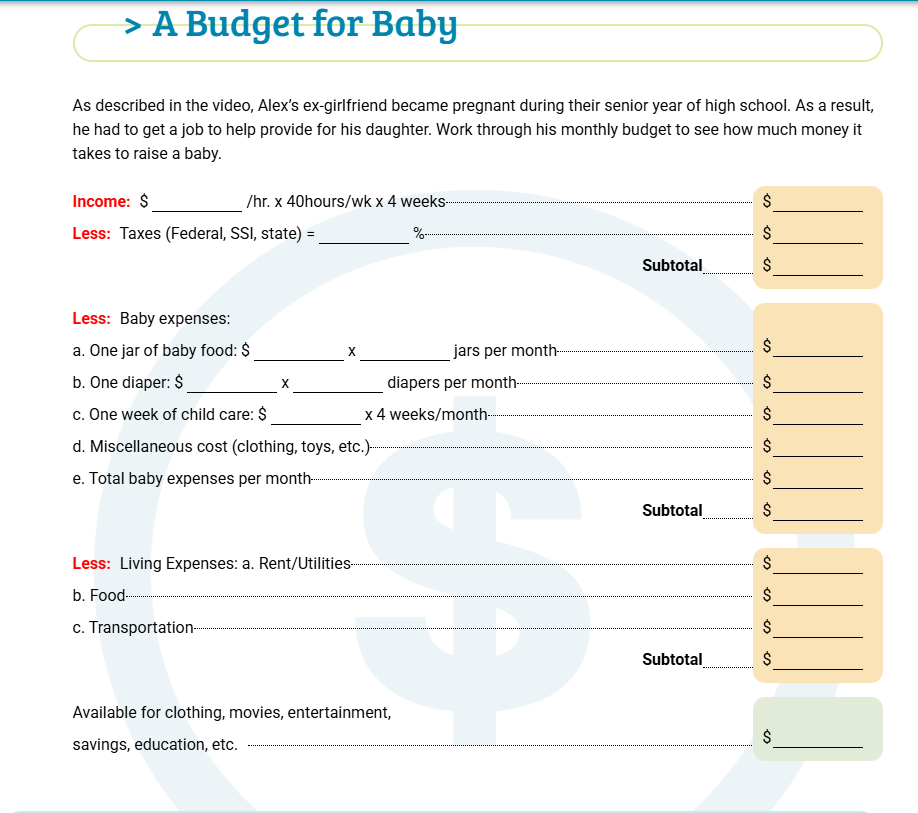 > A Budget for Baby
As described in the video, Alex’s ex-girlfriend became pregnant during their senior year of high school. As a result,
he had to get a job to help provide for his daughter. Work through his monthly budget to see how much money it
takes to raise a baby.
Income: $ __________ /hr. x 40hours/wk x 4 weeks $ __________
Less: Taxes (Federal, SSI, state) = __________ % $ __________
Subtotal $ __________
Less: Baby expenses:
a. One jar of baby food: $ __________ x __________ jars per month $ __________
b. One diaper: $ __________ x __________ diapers per month $ __________
c. One week of child care: $ __________ x 4 weeks/month $ __________
d. Miscellaneous cost (clothing, toys, etc.) $ __________
e. Total baby expenses per month $ __________
Subtotal $ __________
Less: Living Expenses: a. Rent/Utilities $ __________
b. Food $ __________
c. Transportation $ __________
Subtotal $ __________
Available for clothing, movies, entertainment,
savings, education, etc. $ __________